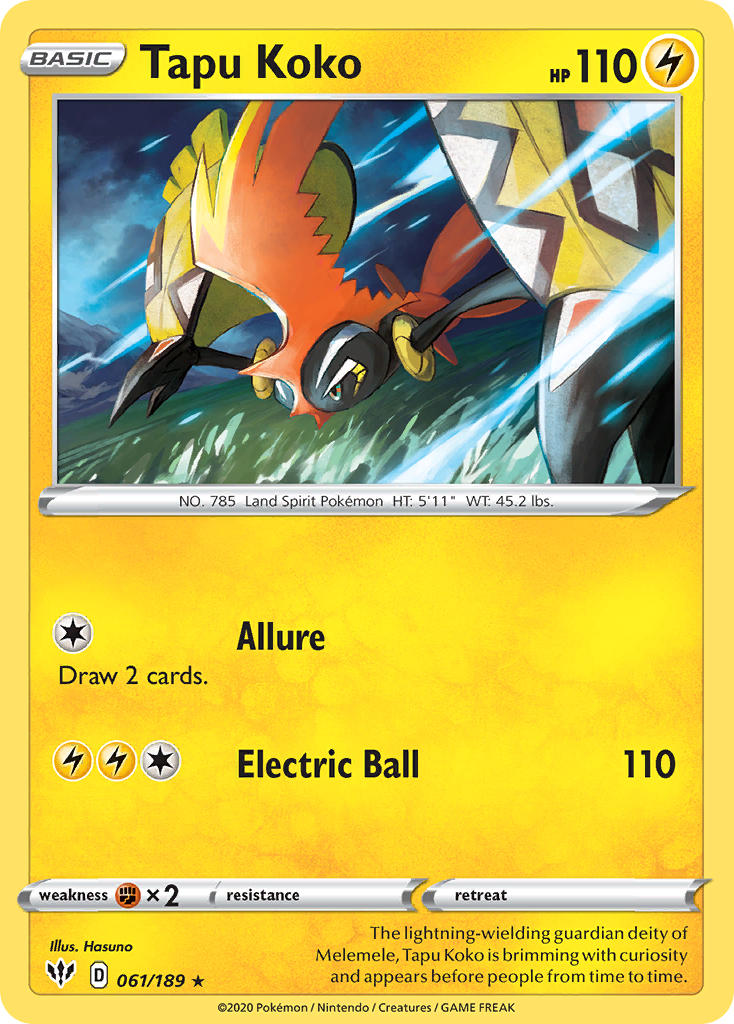 BASIC Tapu Koko HP 110
NO. 785 Land Spirit Pokémon HT: 5'11" WT: 45.2 lbs.
Allure
Draw 2 cards.
Electric Ball 110
weakness ×2 resistance retreat
The lightning-wielding guardian deity of
Melemele, Tapu Koko is brimming with curiosity
and appears before people from time to time.
Illus. Hasuno
D 061/189 ★
©2020 Pokémon / Nintendo / Creatures / GAME FREAK